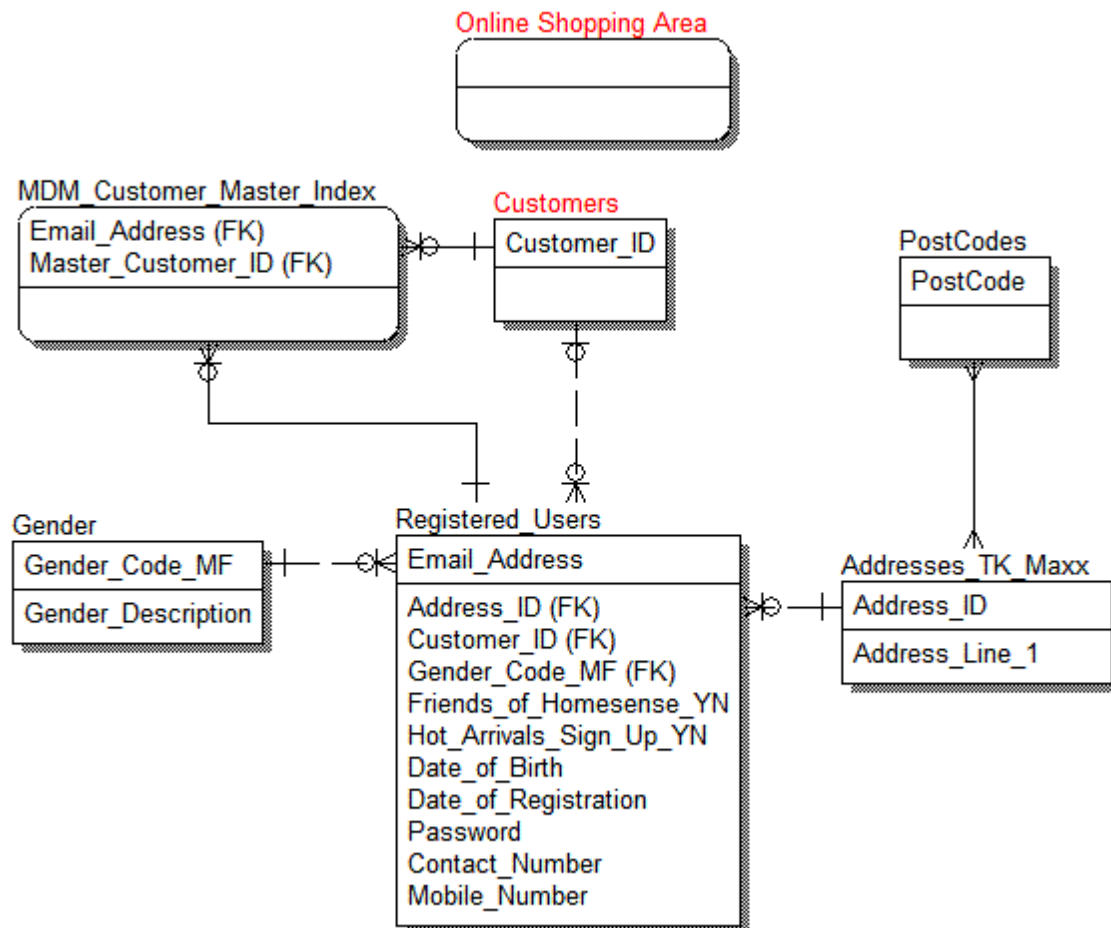 Online Shopping Area
MDM_Customer_Master_Index
Email_Address (FK)
Master_Customer_ID (FK)
Customers
Customer_ID
PostCodes
PostCode
Gender
Gender_Code_MF
Gender_Description
Registered_Users
Email_Address
Address_ID (FK)
Customer_ID (FK)
Gender_Code_MF (FK)
Friends_of_Homesense_YN
Hot_Arrivals_Sign_Up_YN
Date_of_Birth
Date_of_Registration
Password
Contact_Number
Mobile_Number
Addresses_TK_Maxx
Address_ID
Address_Line_1